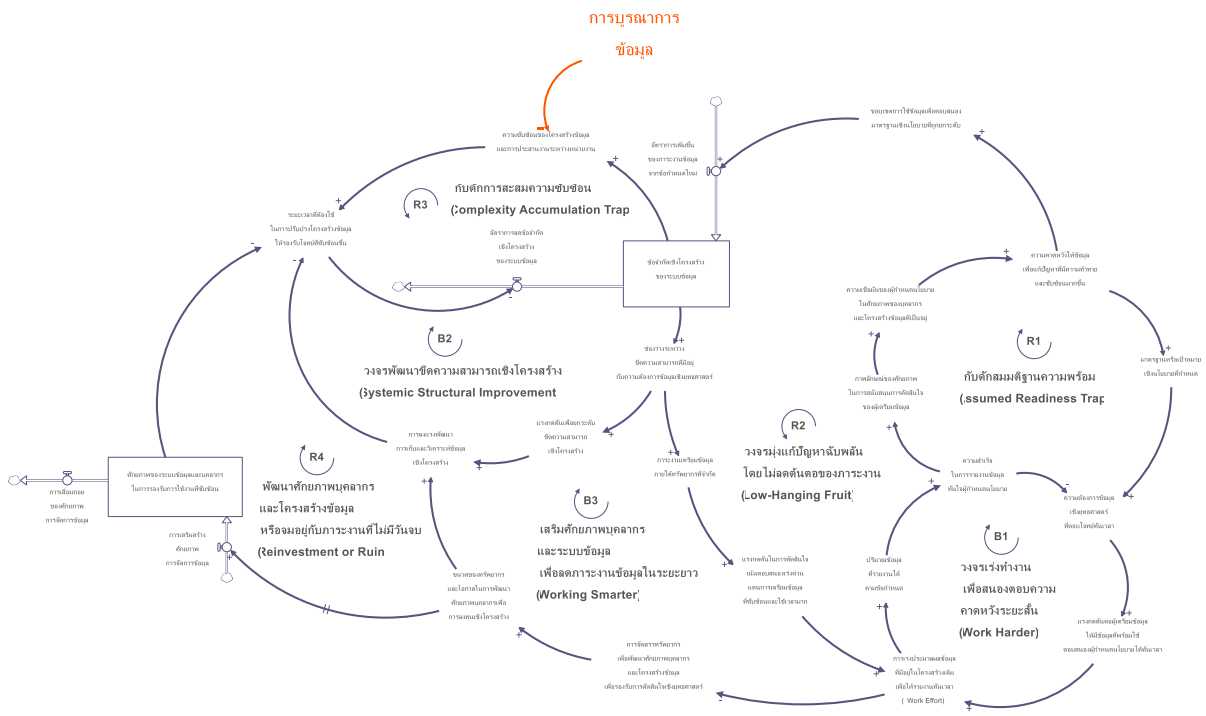 การบูรณาการ
ข้อมูล
ความซับซ้อนของโครงสร้างข้อมูล
และการประสานงานระหว่างหน่วยงาน
อัตราการเพิ่มขึ้น
ของภาระงานข้อมูล
จากข้อกำหนดใหม่
ขอบเขตการใช้ข้อมูลเพื่อตอบสนอง
มาตรฐานเชิงนโยบายที่ถูกยกระดับ
R3
กับดักการสะสมความซับซ้อน
(Complexity Accumulation Trap
ระยะเวลาที่ต้องใช้
ในการปรับปรุงโครงสร้างข้อมูล
ให้รองรับโจทย์ที่ซับซ้อนขึ้น
อัตราการลดข้อจำกัด
เชิงโครงสร้าง
ของระบบข้อมูล
ข้อจำกัดเชิงโครงสร้าง
ของระบบข้อมูล
ความคาดหวังให้ข้อมูล
เพื่อแก้ปัญหาที่มีความท้าทาย
และซับซ้อนมากขึ้น
ความเชื่อมั่นของผู้กำหนดนโยบาย
ในศักยภาพของบุคลากร
และโครงสร้างข้อมูลที่เป็นอยู่
B2
วงจรพัฒนาขีดความสามารถเชิงโครงสร้าง
(Systemic Structural Improvement
ช่องว่างระหว่าง
ขีดความสามารถที่มีอยู่
กับความต้องการข้อมูลเชิงยุทธศาสตร์
R1
กับดักสมมติฐานความพร้อม
(Assumed Readiness Trap
มาตรฐานหรือเป้าหมาย
เชิงนโยบายที่กำหนด
ภาพลักษณ์ของศักยภาพ
ในการสนับสนุนการตัดสินใจ
ของผู้เตรียมข้อมูล
แรงกดดันเพื่อยกระดับ
ขีดความสามารถ
เชิงโครงสร้าง
การลงแรงพัฒนา
การเก็บและวิเคราะห์ข้อมูล
เชิงโครงสร้าง
R2
วงจรมุ่งแก้ปัญหาฉับพลัน
โดยไม่ลดต้นตอของภาระงาน
(Low-Hanging Fruit)
ภาระงานเตรียมข้อมูล
ภายใต้ทรัพยากรที่จำกัด
ความสำเร็จ
ในการรายงานข้อมูล
ทันใจผู้กำหนดนโยบาย
ความต้องการข้อมูล
เชิงยุทธศาสตร์
ที่ตอบโจทย์ทันเวลา
ศักยภาพของระบบข้อมูลและบุคลากร
ในการรองรับการใช้งานที่ซับซ้อน
การเสื่อมถอย
ของศักยภาพ
การจัดการข้อมูล
R4
พัฒนาศักยภาพบุคลากร
และโครงสร้างข้อมูล
หรือจมอยู่กับภาระงานที่ไม่มีวันจบ
(Reinvestment or Ruin
B3
เสริมศักยภาพบุคลากร
และระบบข้อมูล
เพื่อลดภาระงานข้อมูลในระยะยาว
(Working Smarter)
การเสริมสร้าง
ศักยภาพ
การจัดการข้อมูล
ขนาดของทรัพยากร
และโอกาสในการพัฒนา
ศักยภาพบุคลากรเพื่อ
การลงทุนเชิงโครงสร้าง
แรงกดดันในการตัดสินใจ
เน้นตอบสนองเร่งด่วน
แทนการเตรียมข้อมูล
ที่ซับซ้อนและใช้เวลานาน
ปริมาณข้อมูล
ที่รายงานได้
ตามข้อกำหนด
B1
วงจรเร่งทำงาน
เพื่อสนองตอบความ
คาดหวังระยะสั้น
(Work Harder)
แรงกดดันต่อผู้เตรียมข้อมูล
ให้มีข้อมูลที่พร้อมใช้
ตอบสนองผู้กำหนดนโยบายได้ทันเวลา
การจัดสรรทรัพยากร
เพื่อพัฒนาศักยภาพบุคลากร
และโครงสร้างข้อมูล
เพื่อรองรับการตัดสินใจเชิงยุทธศาสตร์
การเร่งประมวลผลข้อมูล
ที่มีอยู่ในโครงสร้างเดิม
เพื่อให้รายงานทันเวลา
( Work Effort)